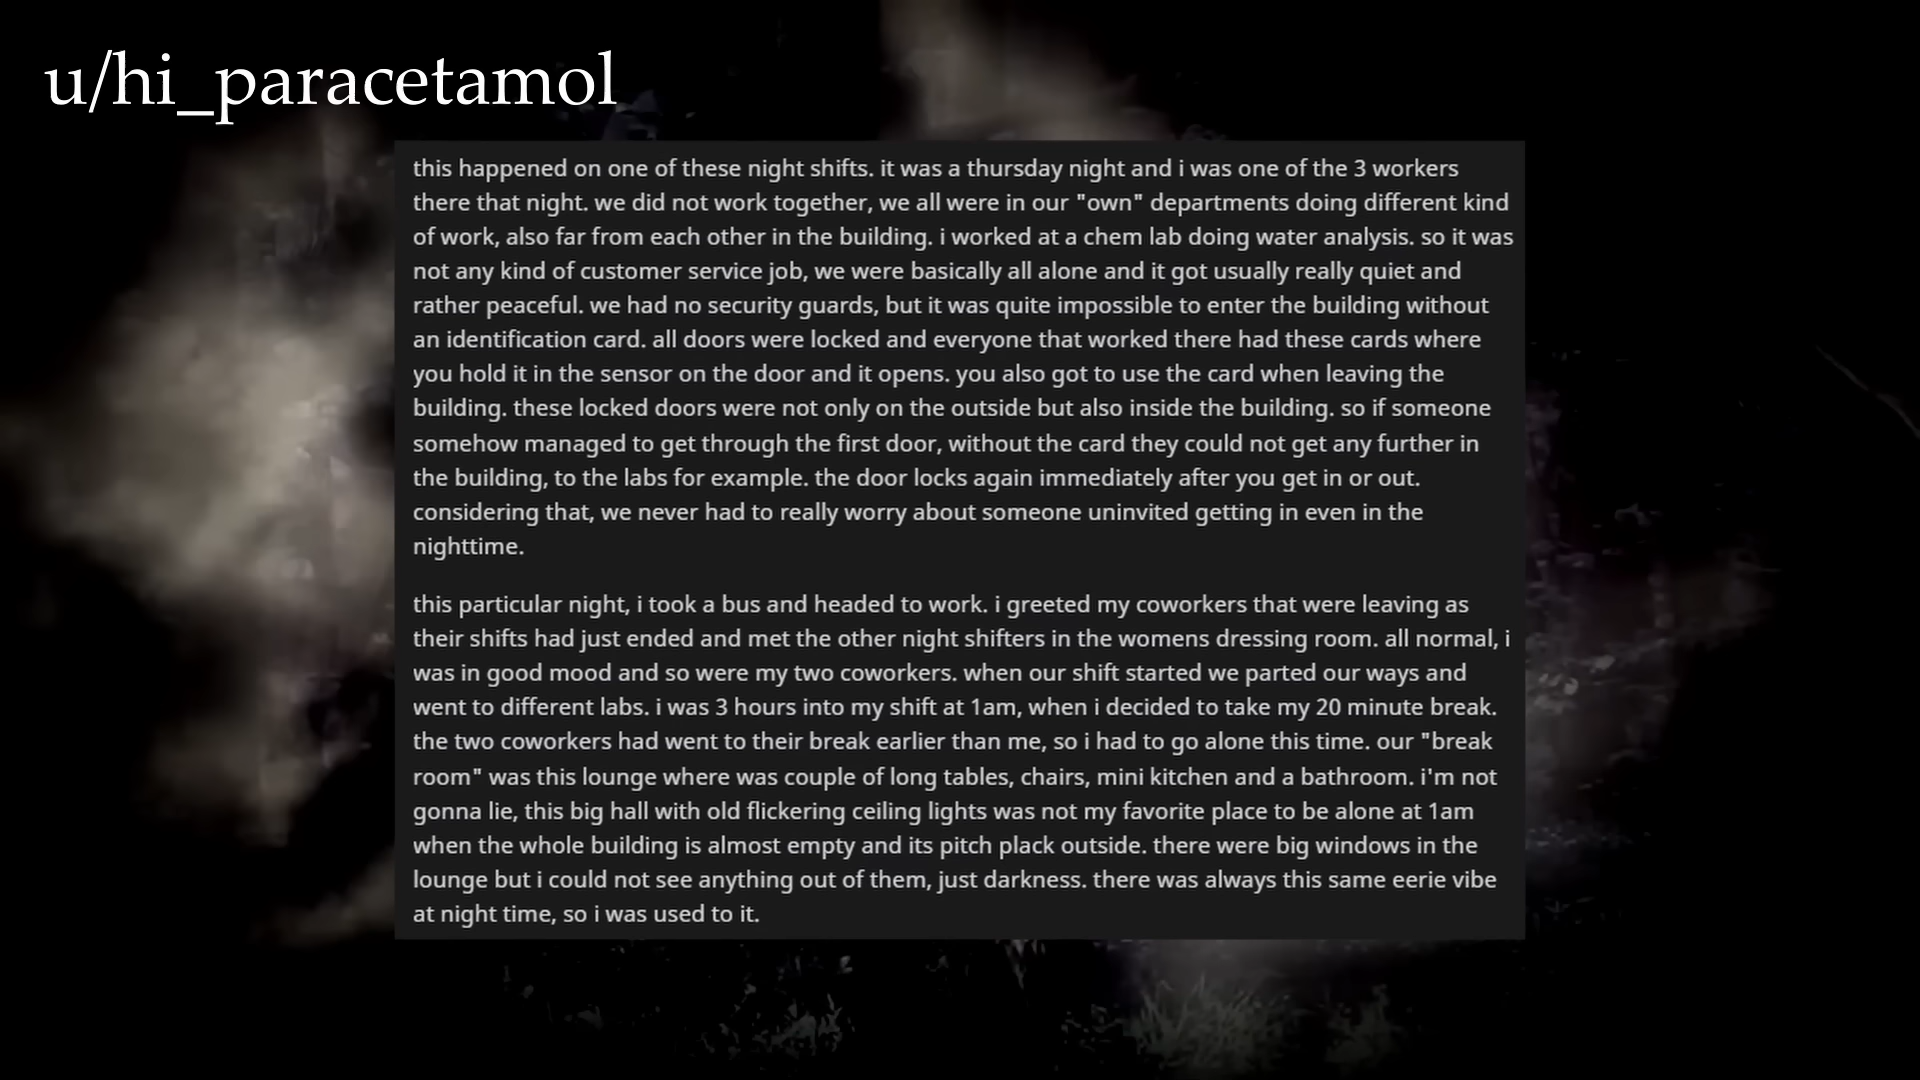 u/hi_paracetamol
this happened on one of these night shifts. it was a thursday night and i was one of the 3 workers
there that night. we did not work together, we all were in our "own" departments doing different kind
of work, also far from each other in the building. i worked at a chem lab doing water analysis. so it was
not any kind of customer service job, we were basically all alone and it got usually really quiet and
rather peaceful. we had no security guards, but it was quite impossible to enter the building without
an identification card. all doors were locked and everyone that worked there had these cards where
you hold it in the sensor on the door and it opens. you also got to use the card when leaving the
building. these locked doors were not only on the outside but also inside the building. so if someone
somehow managed to get through the first door, without the card they could not get any further in
the building, to the labs for example. the door locks again immediately after you get in or out.
considering that, we never had to really worry about someone uninvited getting in even in the
nighttime.
this particular night, i took a bus and headed to work. i greeted my coworkers that were leaving as
their shifts had just ended and met the other night shifters in the womens dressing room. all normal, i
was in good mood and so were my two coworkers. when our shift started we parted our ways and
went to different labs. i was 3 hours into my shift at 1am, when i decided to take my 20 minute break.
the two coworkers had went to their break earlier than me, so i had to go alone this time. our "break
room" was this lounge where was couple of long tables, chairs, mini kitchen and a bathroom. i'm not
gonna lie, this big hall with old flickering ceiling lights was not my favorite place to be alone at 1am
when the whole building is almost empty and its pitch plack outside. there were big windows in the
lounge but i could not see anything out of them, just darkness. there was always this same eerie vibe
at night time, so i was used to it.